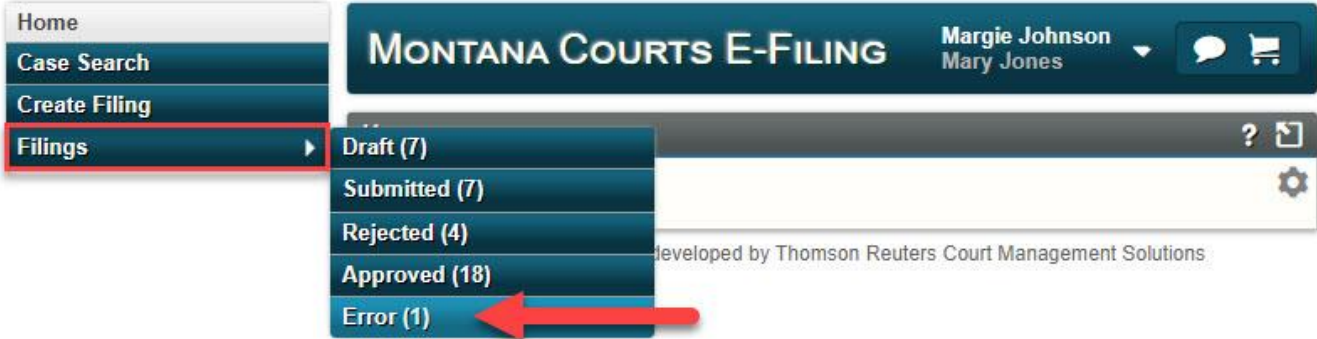 Home
Case Search
Create Filing
Filings
MONTANA COURTS E-FILING
Margie Johnson
Mary Jones
?
Draft (7)
Submitted (7)
Rejected (4)
Approved (18)
Error (1)
developed by Thomson Reuters Court Management Solutions